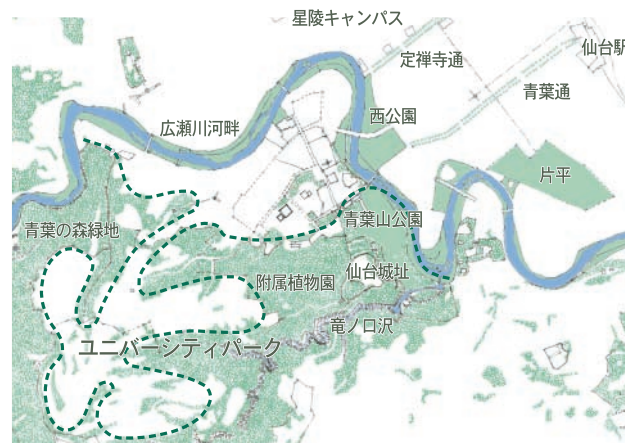 星陵キャンパス
定禅寺通
仙台駅
青葉通
広瀬川河畔
西公園
片平
青葉の森緑地
青葉山公園
附属植物園
仙台城址
竜ノ口沢
ユニバーシティパーク